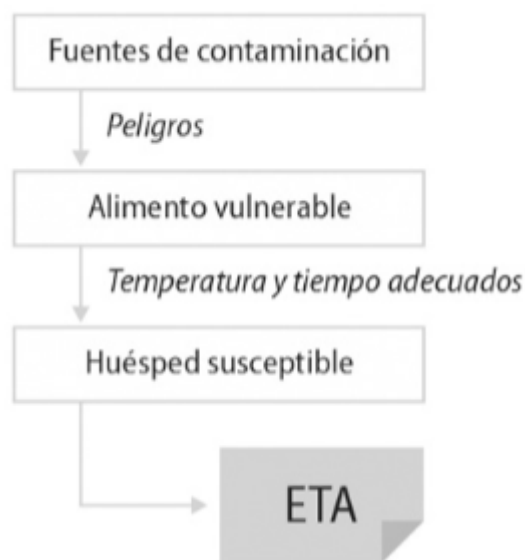 Fuentes de contaminación
Peligros
Alimento vulnerable
Temperatura y tiempo adecuados
Huésped susceptible
ETA